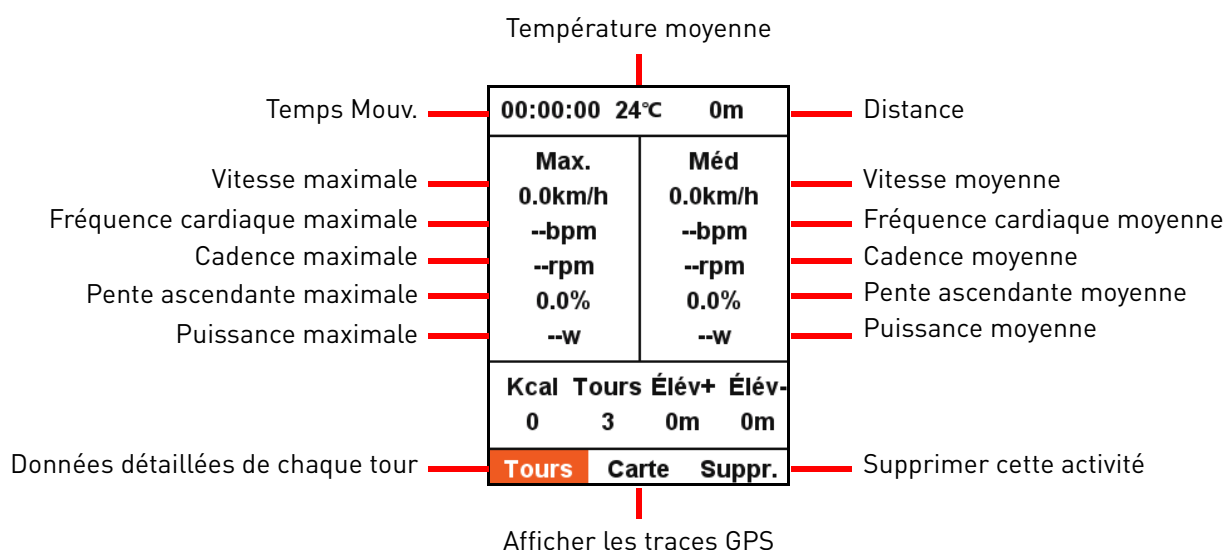 Température moyenne
Temps Mouv. 00:00:00 24℃ 0m Distance
Max. Méd
Vitesse maximale 0.0km/h 0.0km/h Vitesse moyenne
Fréquence cardiaque maximale --bpm --bpm Fréquence cardiaque moyenne
Cadence maximale --rpm --rpm Cadence moyenne
Pente ascendante maximale 0.0% 0.0% Pente ascendante moyenne
Puissance maximale --w --w Puissance moyenne
Kcal Tours Élév+ Élév-
0 3 0m 0m
Données détaillées de chaque tour Tours Carte Suppr. Supprimer cette activité
Afficher les traces GPS